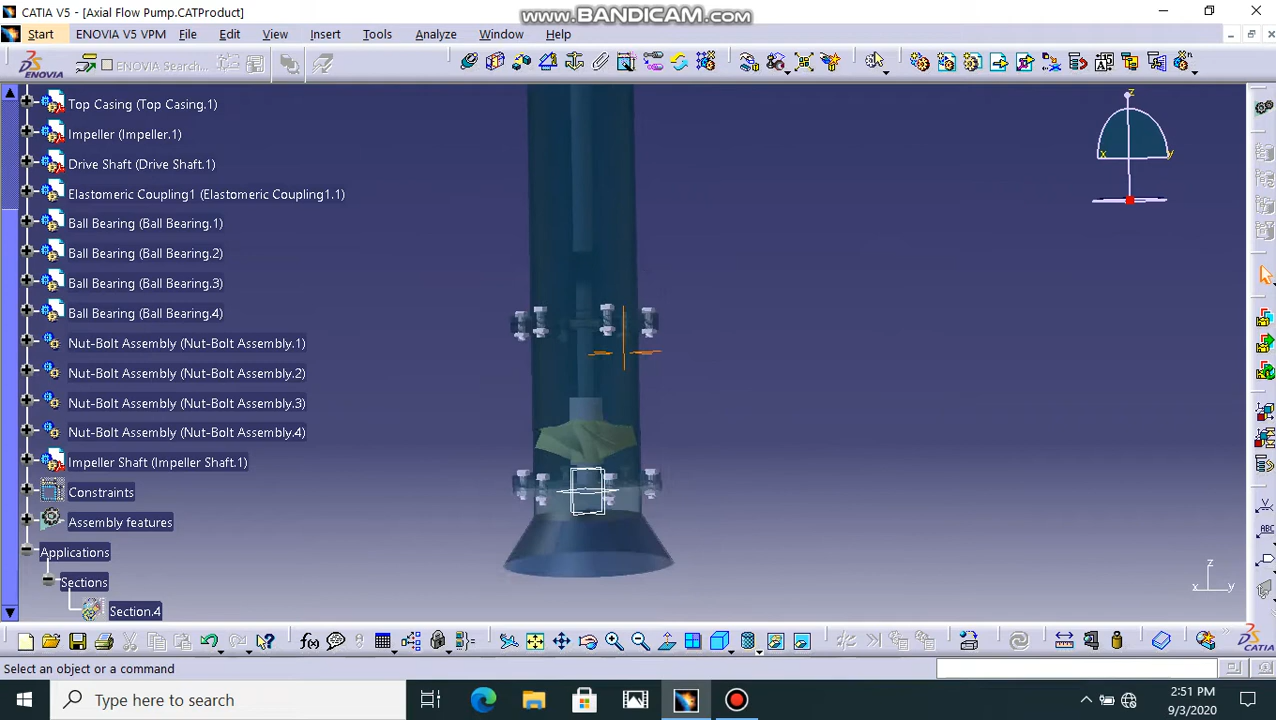 CATIA V5 - [Axial Flow Pump.CATProduct]
www.BANDICAM.com
Start ENOVIA V5 VPM File Edit View Insert Tools Analyze Window Help
ENOVIA Search...
Top Casing (Top Casing.1)
Impeller (Impeller.1)
Drive Shaft (Drive Shaft.1)
Elastomeric Coupling1 (Elastomeric Coupling1.1)
Ball Bearing (Ball Bearing.1)
Ball Bearing (Ball Bearing.2)
Ball Bearing (Ball Bearing.3)
Ball Bearing (Ball Bearing.4)
Nut-Bolt Assembly (Nut-Bolt Assembly.1)
Nut-Bolt Assembly (Nut-Bolt Assembly.2)
Nut-Bolt Assembly (Nut-Bolt Assembly.3)
Nut-Bolt Assembly (Nut-Bolt Assembly.4)
Impeller Shaft (Impeller Shaft.1)
Constraints
Assembly features
Applications
Sections
Section.4
z
x y
z
x y
ABC
f(x)
CATIA
Select an object or a command
Type here to search
2:51 PM
9/3/2020